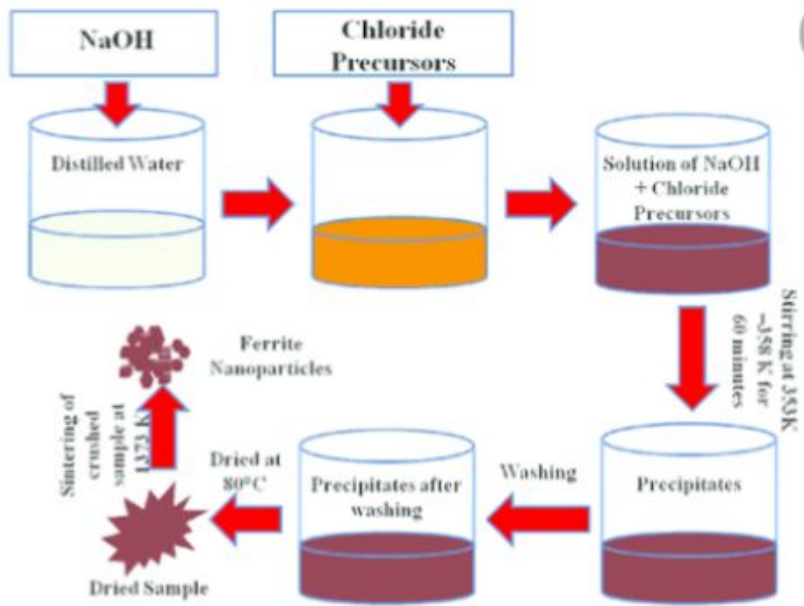 NaOH
Chloride
Precursors
Distilled Water
Solution of NaOH
+ Chloride
Precursors
Stirring at 353K
~358 K for
60 minutes
Precipitates
Washing
Precipitates after
washing
Dried at
80°C
Dried Sample
Sintering of
crushed
sample at
1373 K
Ferrite
Nanoparticles